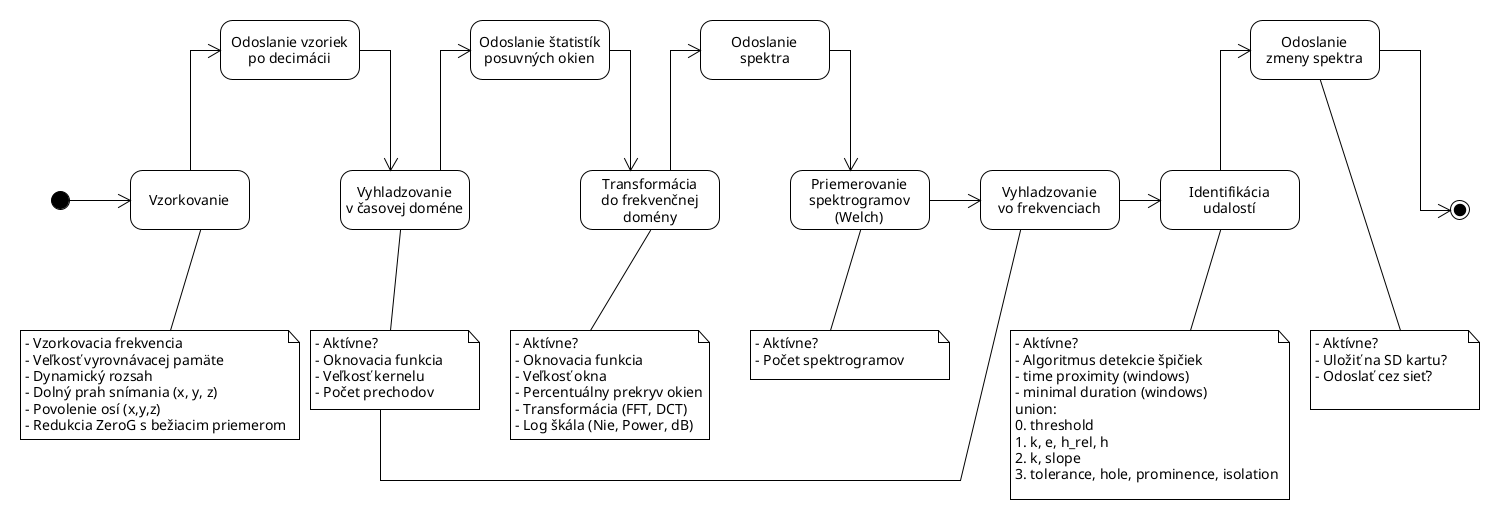 Odoslanie vzoriek
po decimácii
Odoslanie štatistík
posuvných okien
Odoslanie
spektra
Odoslanie
zmeny spektra
Vzorkovanie
Vyhladzovanie
v časovej doméne
Transformácia
do frekvenčnej
domény
Priemerovanie
spektrogramov
(Welch)
Vyhladzovanie
vo frekvenciach
Identifikácia
udalostí
- Vzorkovacia frekvencia
- Veľkosť vyrovnávacej pamäte
- Dynamický rozsah
- Dolný prah snímania (x, y, z)
- Povolenie osí (x,y,z)
- Redukcia ZeroG s bežiacim priemerom
- Aktívne?
- Oknovacia funkcia
- Veľkosť kernelu
- Počet prechodov
- Aktívne?
- Oknovacia funkcia
- Veľkosť okna
- Percentuálny prekryv okien
- Transformácia (FFT, DCT)
- Log škála (Nie, Power, dB)
- Aktívne?
- Počet spektrogramov
- Aktívne?
- Algoritmus detekcie špičiek
- time proximity (windows)
- minimal duration (windows)
union:
0. threshold
1. k, e, h_rel, h
2. k, slope
3. tolerance, hole, prominence, isolation
- Aktívne?
- Uložiť na SD kartu?
- Odoslať cez sieť?